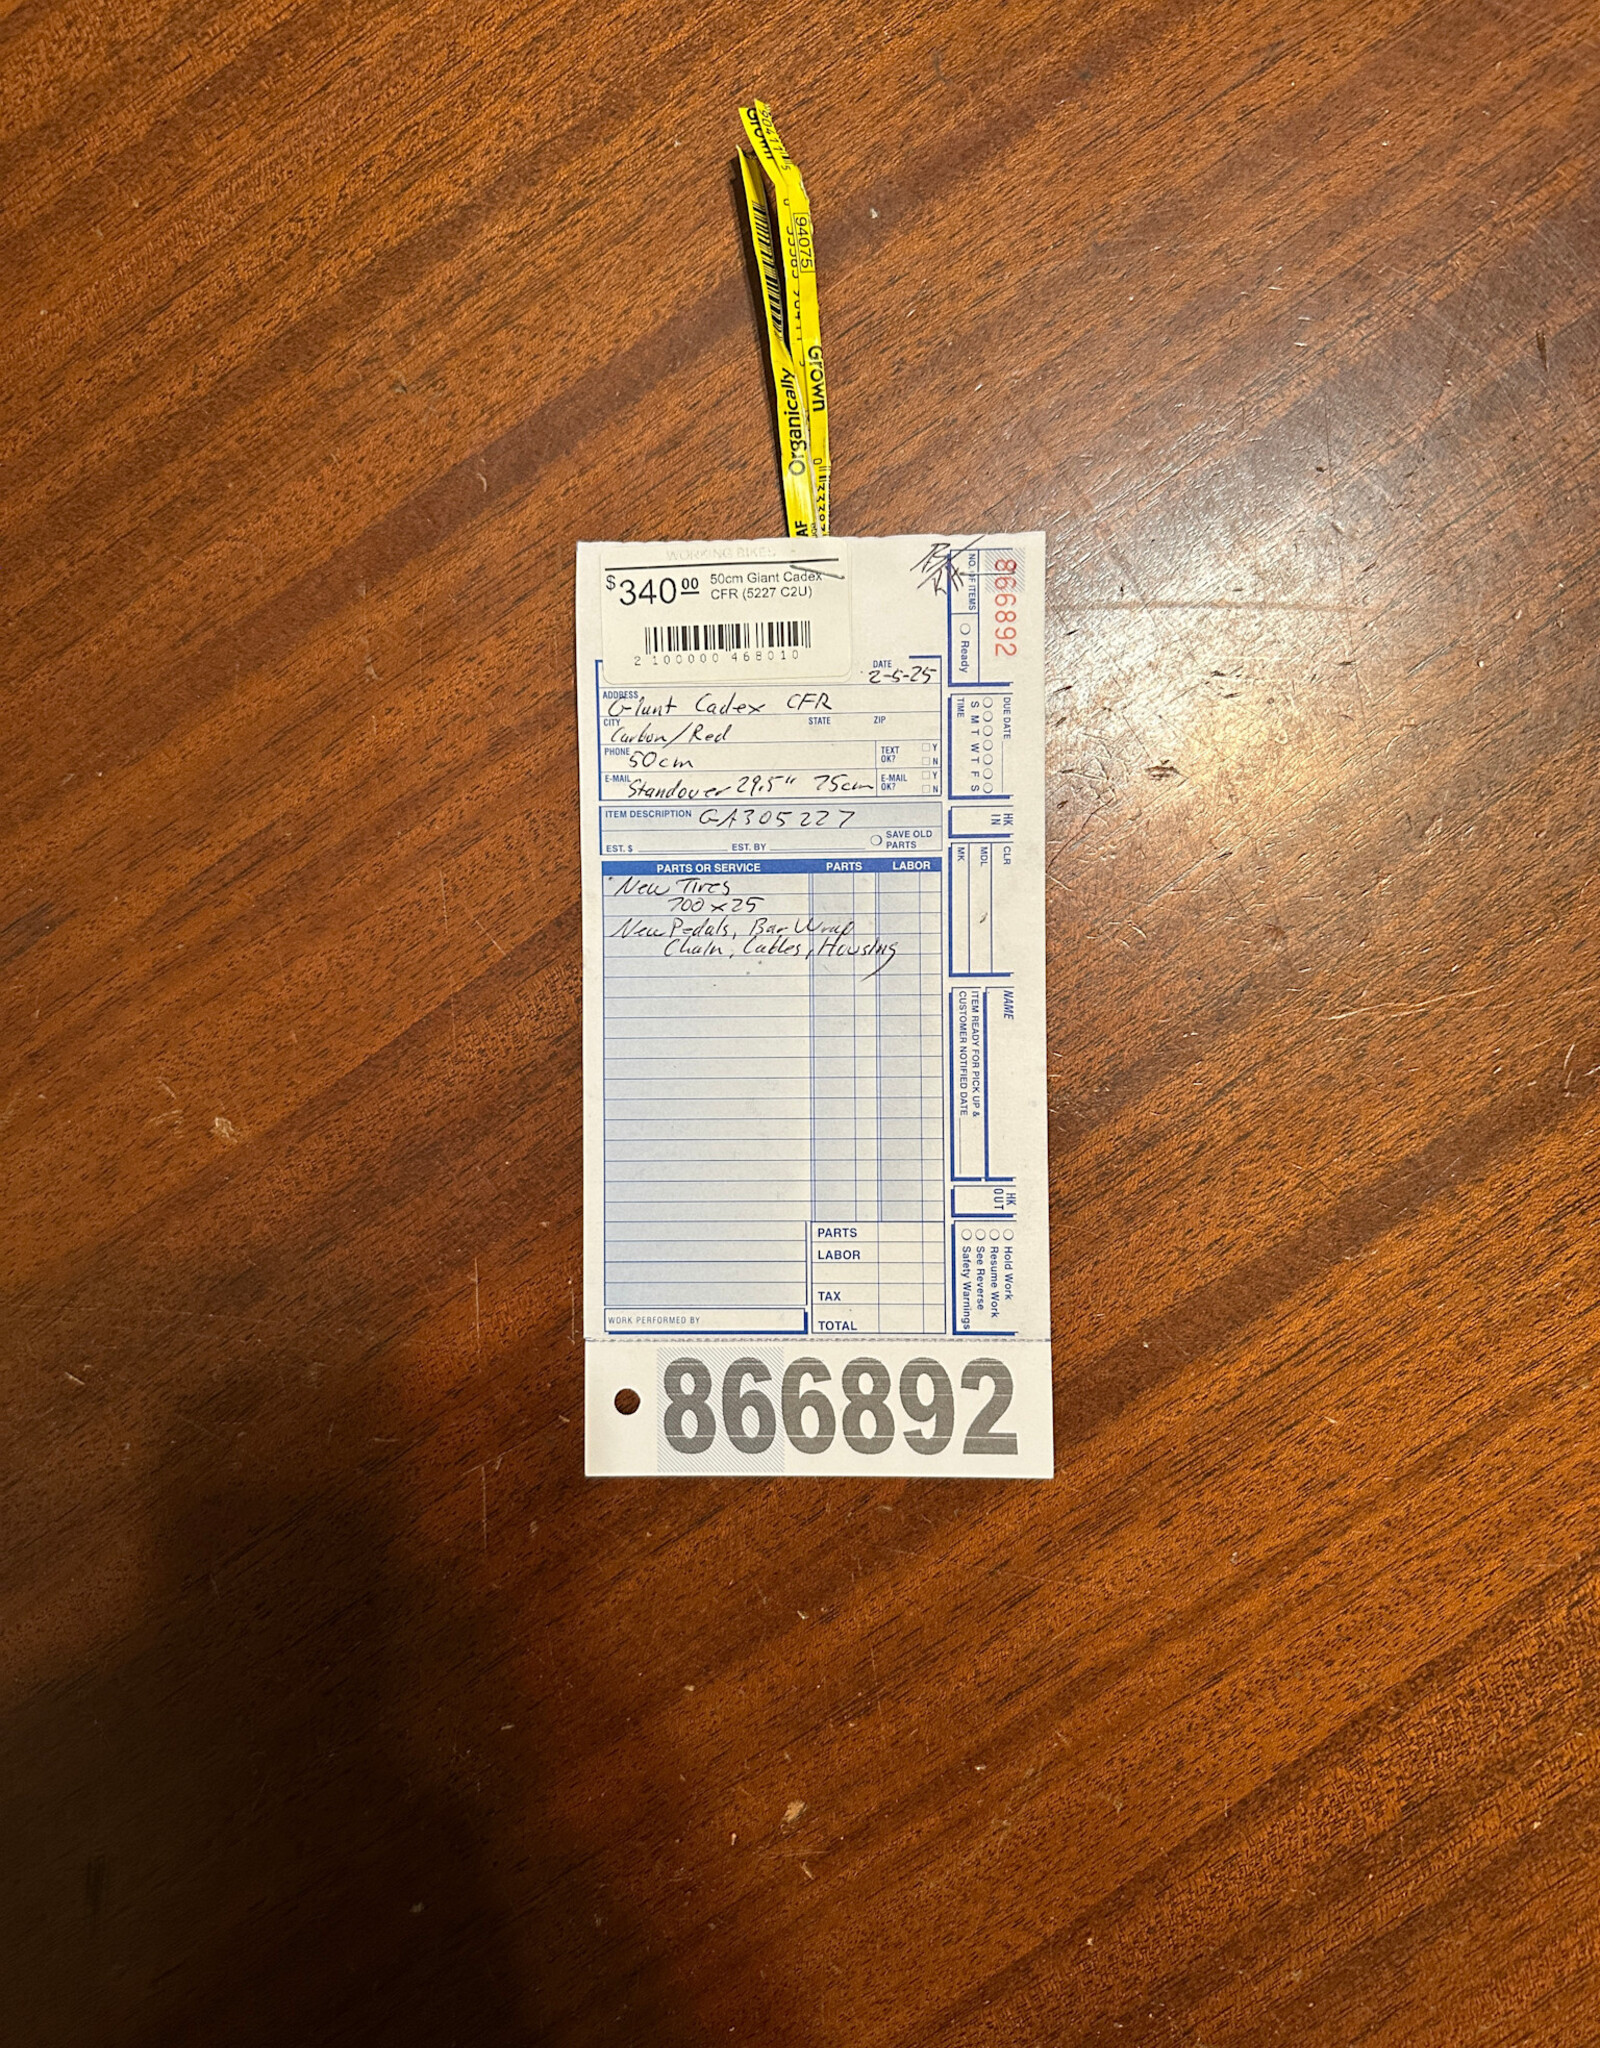 94075
Grown
Organically
WORKING BIKES
$340.00 50cm Giant Cadex
CFR (5227 C2U)
2 100000 468010
DATE
2-5-25
ADDRESS
Giant Cadex CFR
CITY STATE ZIP
Carbon/Red
PHONE TEXT OK? Y N
50cm
E-MAIL E-MAIL OK? Y N
Standover 29.5" 75cm
ITEM DESCRIPTION GA305227
EST. $ EST. BY SAVE OLD PARTS
PARTS OR SERVICE PARTS LABOR
New Tires
700x25
New Pedals, Bar Wrap
Chain, Cables, Housing
PARTS
LABOR
TAX
TOTAL
WORK PERFORMED BY
866892
866892
NO. OF ITEMS
Ready
DUE DATE
S M T W T F S
TIME
HK IN
CLR
MDL
MK
NAME
ITEM READY FOR PICK UP &
CUSTOMER NOTIFIED DATE
HK OUT
Hold Work
Resume Work
See Reverse
Safety Warnings